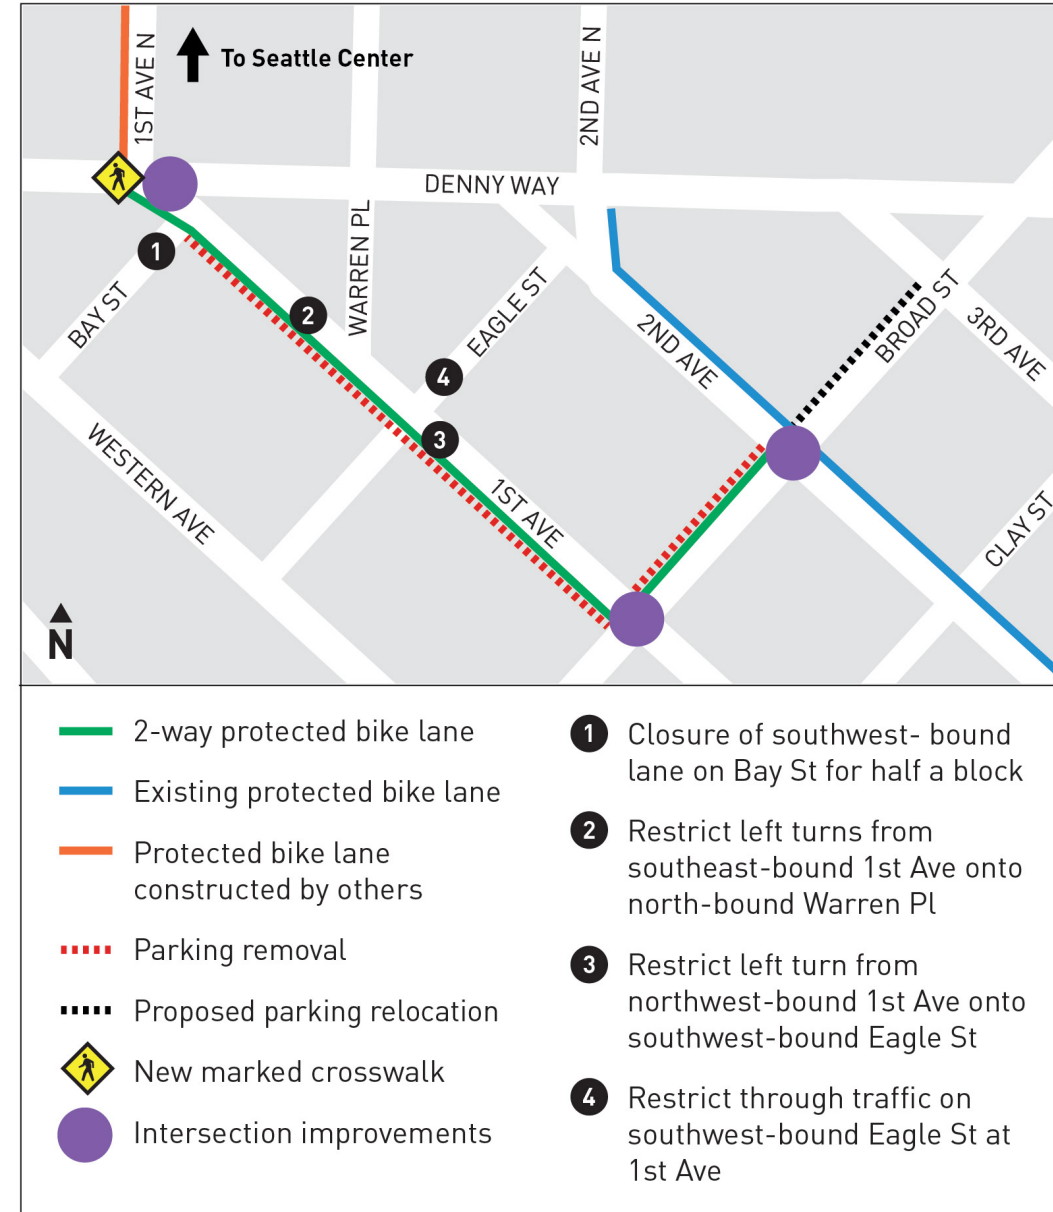 1ST AVE N
To Seattle Center
2ND AVE N
DENNY WAY
WARREN PL
1
BAY ST
2
EAGLE ST
2ND AVE
BROAD ST
3RD AVE
4
3
WESTERN AVE
1ST AVE
CLAY ST
N
2-way protected bike lane
Existing protected bike lane
Protected bike lane
constructed by others
Parking removal
Proposed parking relocation
New marked crosswalk
Intersection improvements
1 Closure of southwest- bound
lane on Bay St for half a block
2 Restrict left turns from
southeast-bound 1st Ave onto
north-bound Warren Pl
3 Restrict left turn from
northwest-bound 1st Ave onto
southwest-bound Eagle St
4 Restrict through traffic on
southwest-bound Eagle St at
1st Ave